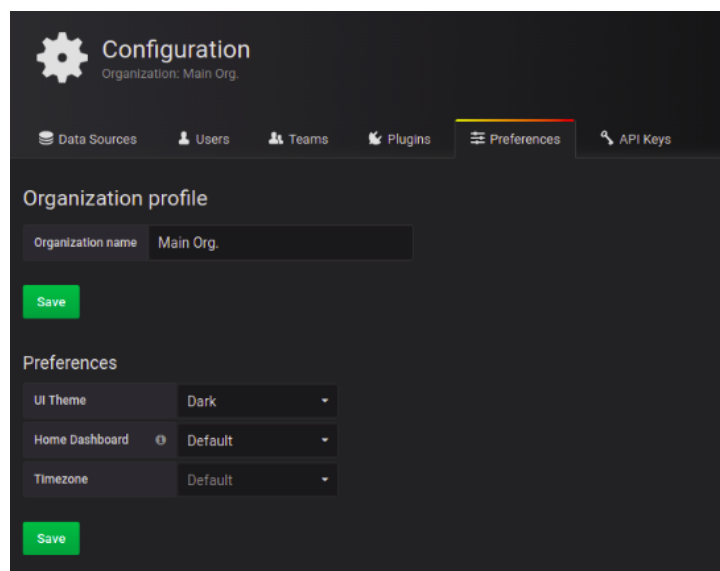 Configuration
Organization: Main Org.
Data Sources Users Teams Plugins Preferences API Keys
Organization profile
Organization name Main Org.
Save
Preferences
UI Theme Dark
Home Dashboard Default
Timezone Default
Save